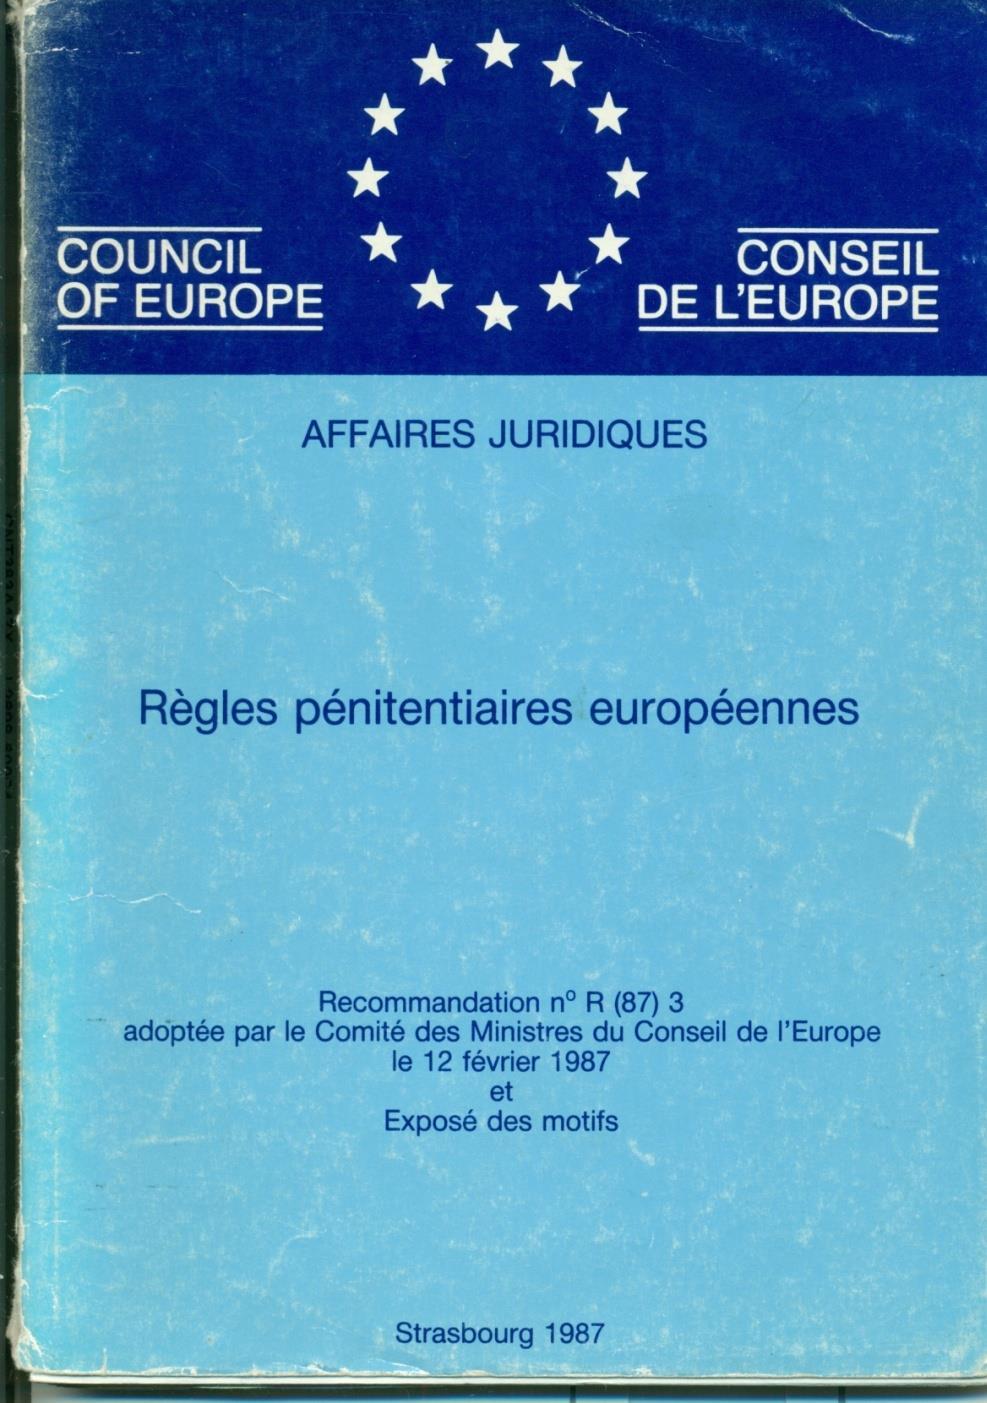 COUNCIL
OF EUROPE
CONSEIL
DE L'EUROPE
AFFAIRES JURIDIQUES
Règles pénitentiaires européennes
Recommandation nº R (87) 3
adoptée par le Comité des Ministres du Conseil de l'Europe
le 12 février 1987
et
Exposé des motifs
Strasbourg 1987